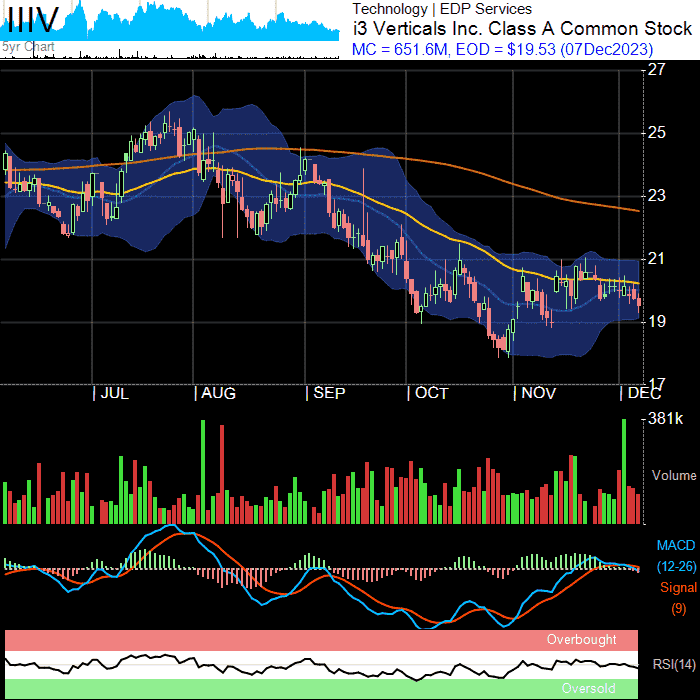 IIIV
5yr Chart
Technology | EDP Services
i3 Verticals Inc. Class A Common Stock
MC = 651.6M, EOD = $19.53 (07Dec2023)
27
25
23
21
19
17
| JUL | AUG | SEP | OCT | NOV | DEC
381k
Volume
MACD
(12-26)
Signal
(9)
Overbought
RSI(14)
Oversold